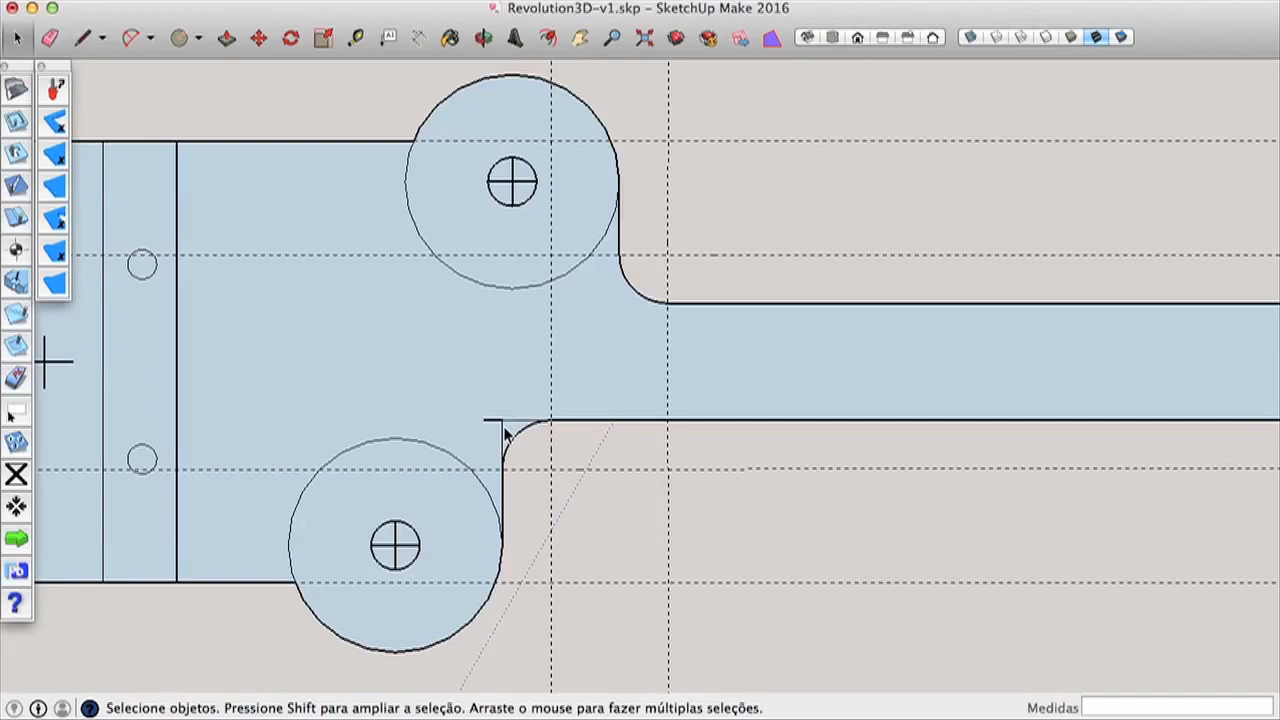 Revolution3D-v1.skp – SketchUp Make 2016
Selecione objetos. Pressione Shift para ampliar a seleção. Arraste o mouse para fazer múltiplas seleções.
Medidas